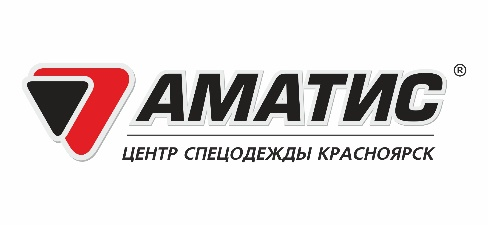 АМАТИС®
ЦЕНТР СПЕЦОДЕЖДЫ КРАСНОЯРСК